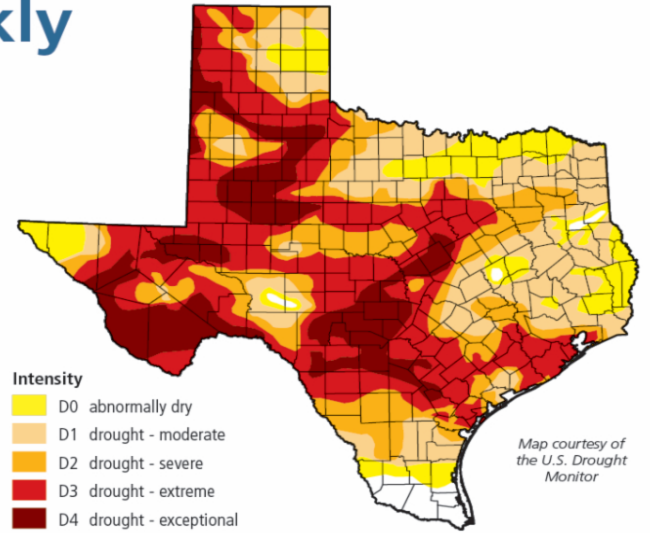 kly
Intensity
D0 abnormally dry
D1 drought - moderate
D2 drought - severe
D3 drought - extreme
D4 drought - exceptional
Map courtesy of
the U.S. Drought
Monitor